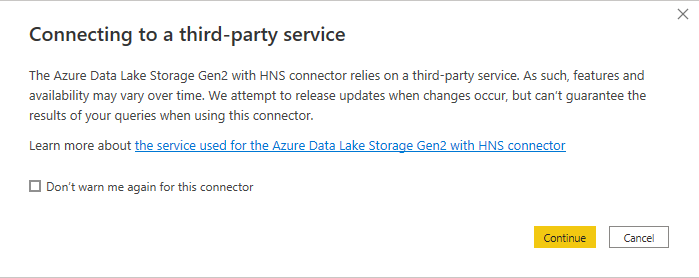 Connecting to a third-party service
The Azure Data Lake Storage Gen2 with HNS connector relies on a third-party service. As such, features and
availability may vary over time. We attempt to release updates when changes occur, but can't guarantee the
results of your queries when using this connector.
Learn more about the service used for the Azure Data Lake Storage Gen2 with HNS connector
Don't warn me again for this connector
Continue Cancel